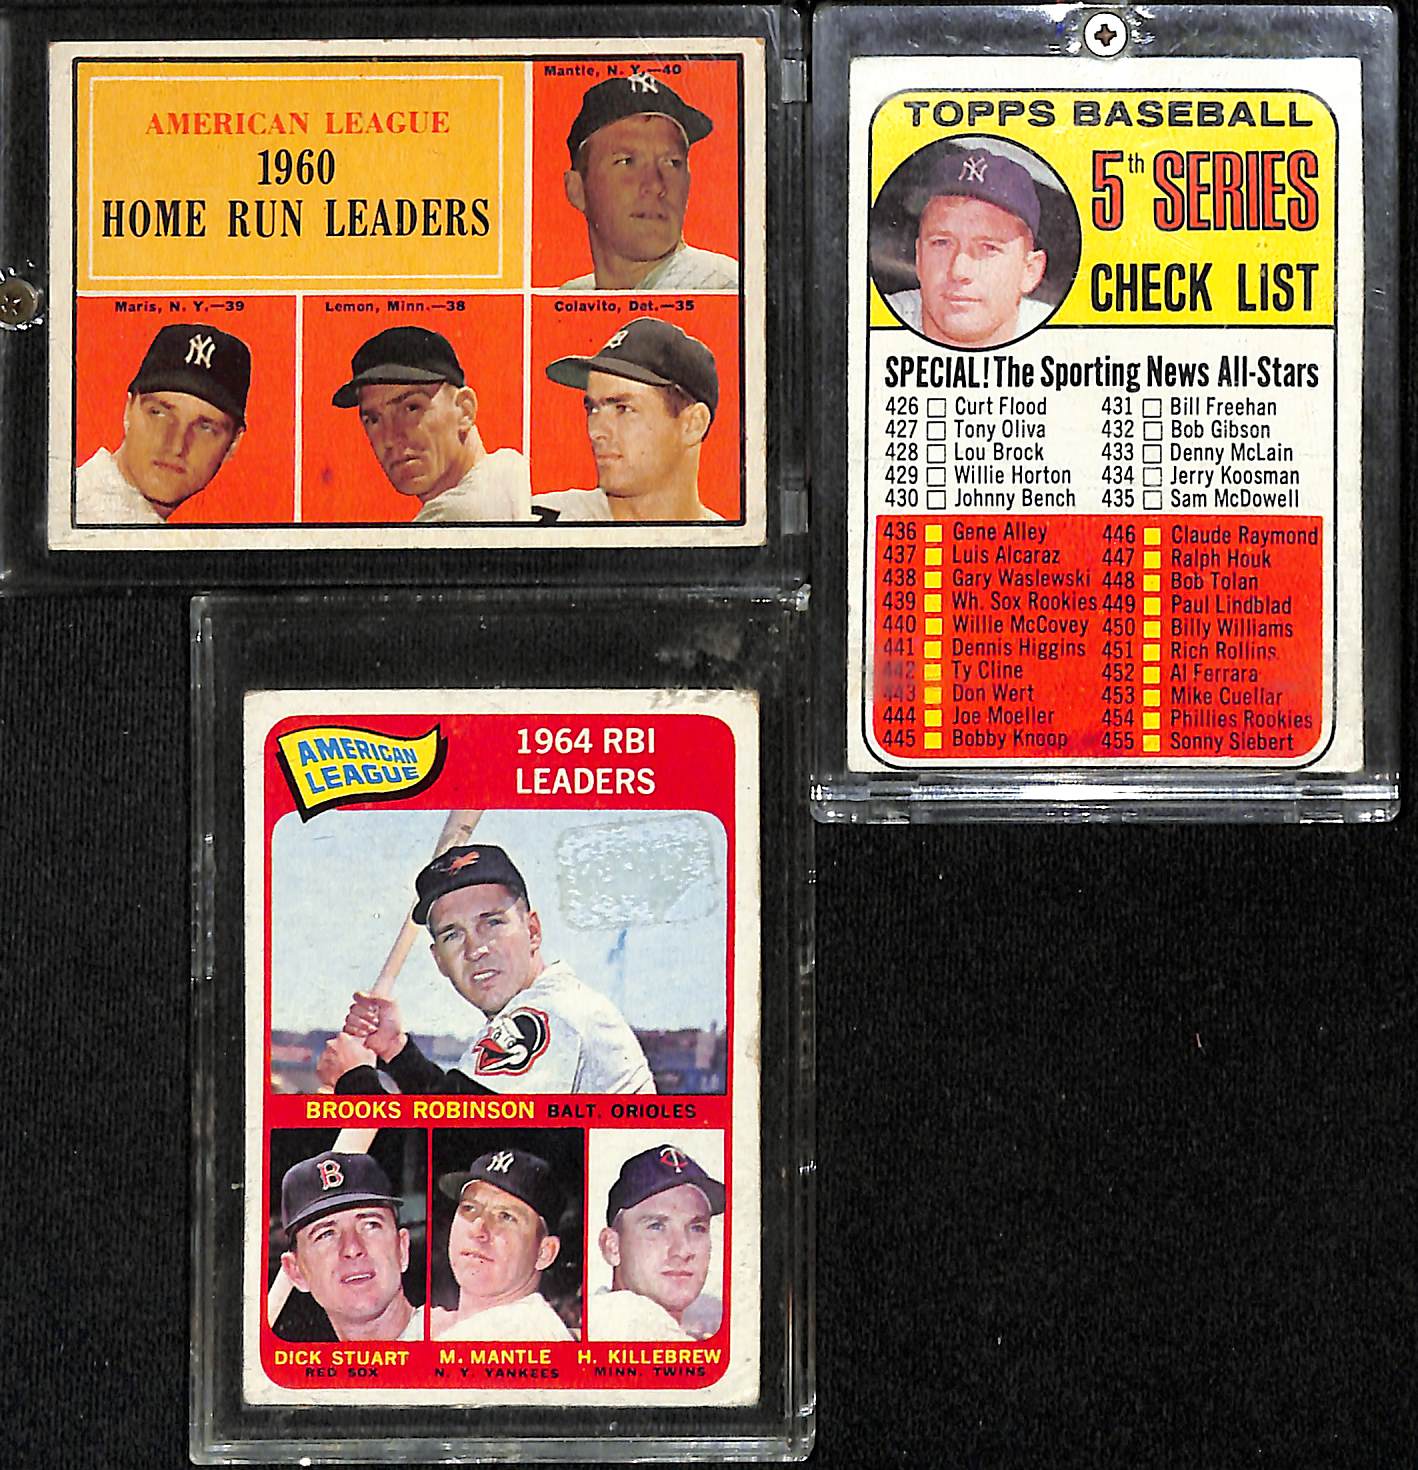 AMERICAN LEAGUE
1960
HOME RUN LEADERS
Mantle, N. Y.—40
Maris, N. Y.—39
Lemon, Minn.—38
Colavito, Det.—35
TOPPS BASEBALL
5th SERIES
CHECK LIST
SPECIAL! The Sporting News All-Stars
426 Curt Flood
427 Tony Oliva
428 Lou Brock
429 Willie Horton
430 Johnny Bench
431 Bill Freehan
432 Bob Gibson
433 Denny McLain
434 Jerry Koosman
435 Sam McDowell
436 Gene Alley
437 Luis Alcaraz
438 Gary Waslewski
439 Wh. Sox Rookies
440 Willie McCovey
441 Dennis Higgins
442 Ty Cline
443 Don Wert
444 Joe Moeller
445 Bobby Knoop
446 Claude Raymond
447 Ralph Houk
448 Bob Tolan
449 Paul Lindblad
450 Billy Williams
451 Rich Rollins
452 Al Ferrara
453 Mike Cuellar
454 Phillies Rookies
455 Sonny Siebert
AMERICAN
LEAGUE
1964 RBI
LEADERS
BROOKS ROBINSON BALT. ORIOLES
DICK STUART
RED SOX
M. MANTLE
N. Y. YANKEES
H. KILLEBREW
MINN. TWINS
NY
NY
B
B
NY
TC
NY